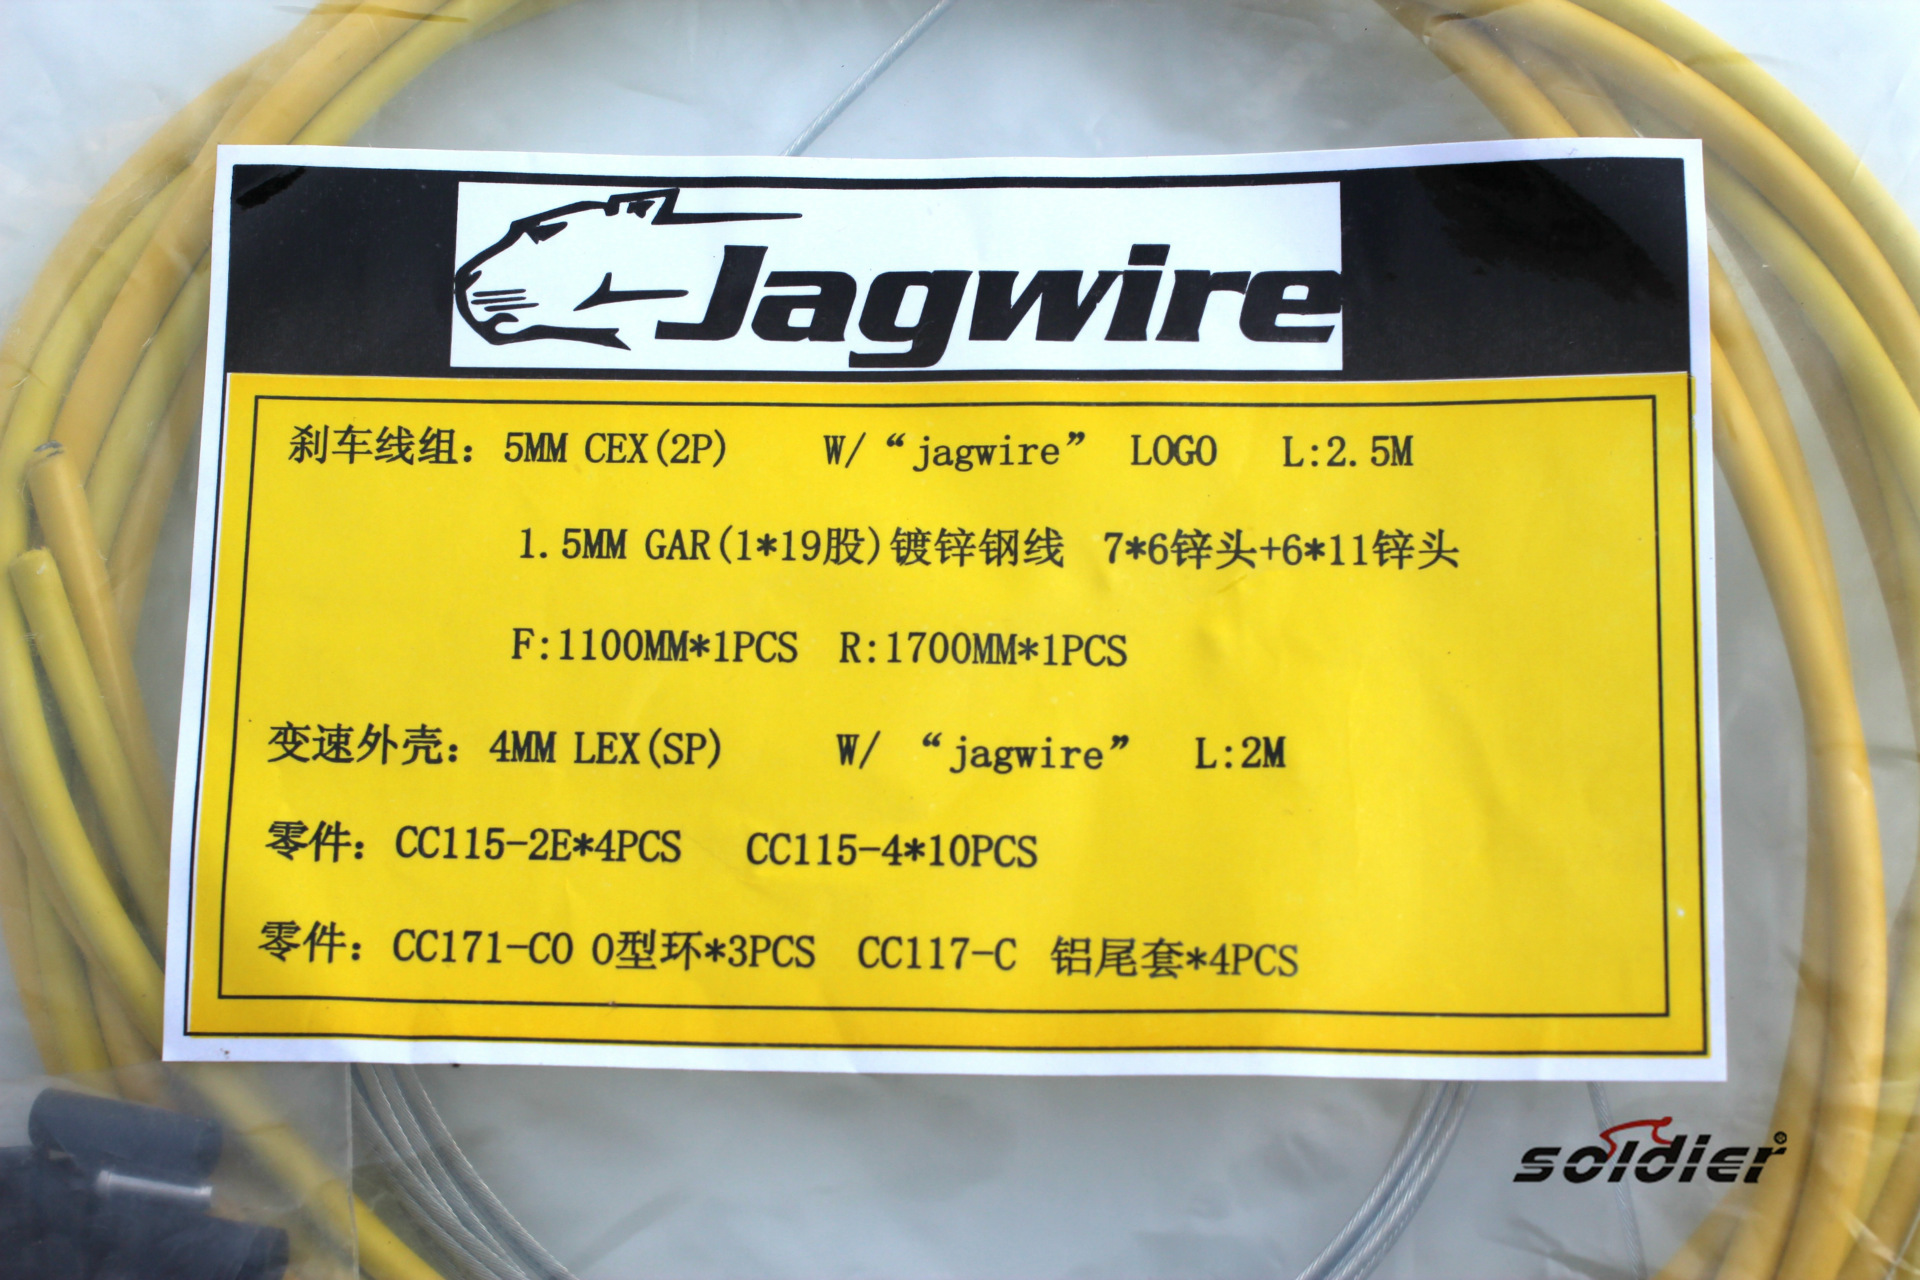 Jagwire
刹车线组: 5MM CEX(2P) W/ “jagwire” LOGO L:2.5M
1.5MM GAR(1*19股)镀锌钢线 7*6锌头+6*11锌头
F:1100MM*1PCS R:1700MM*1PCS
变速外壳: 4MM LEX(SP) W/ “jagwire” L:2M
零件: CC115-2E*4PCS CC115-4*10PCS
零件: CC171-CO O型环*3PCS CC117-C 铝尾套*4PCS
soldier®